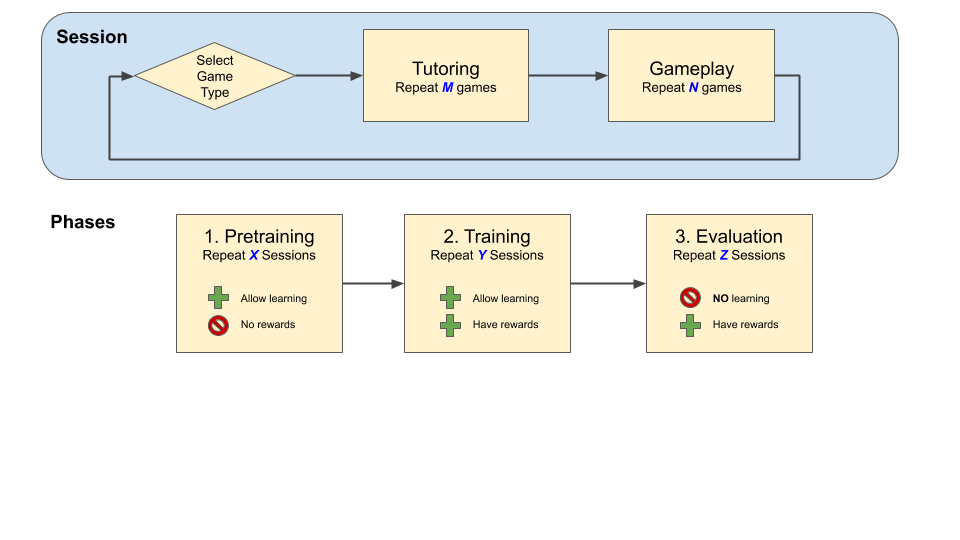 Session
Select
Game
Type
Tutoring
Repeat M games
Gameplay
Repeat N games
Phases
1. Pretraining
Repeat X Sessions
Allow learning
No rewards
2. Training
Repeat Y Sessions
Allow learning
Have rewards
3. Evaluation
Repeat Z Sessions
NO learning
Have rewards